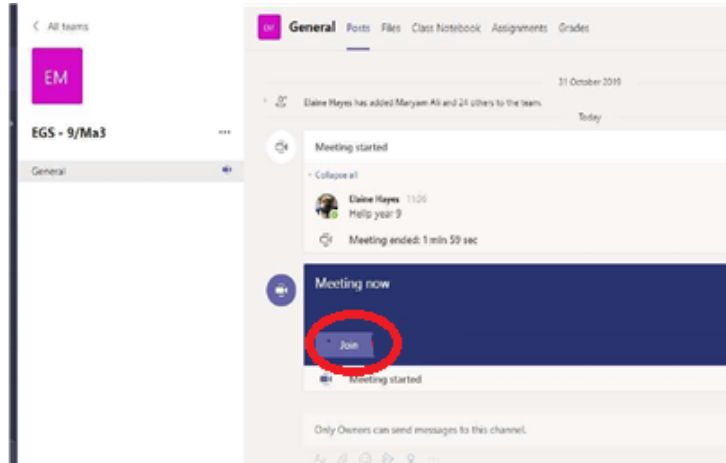 < All teams
EM
EGS - 9/Ma3
...
General
EM
General Posts Files Class Notebook Assignments Grades
31 October 2019
Elaine Hayes has added Maryam Ali and 24 others to the team.
Today
Meeting started
Collapse all
Elaine Hayes 11:26
Hello year 9
Meeting ended: 1 min 59 sec
Meeting now
Join
Meeting started
Only Owners can send messages to this channel.